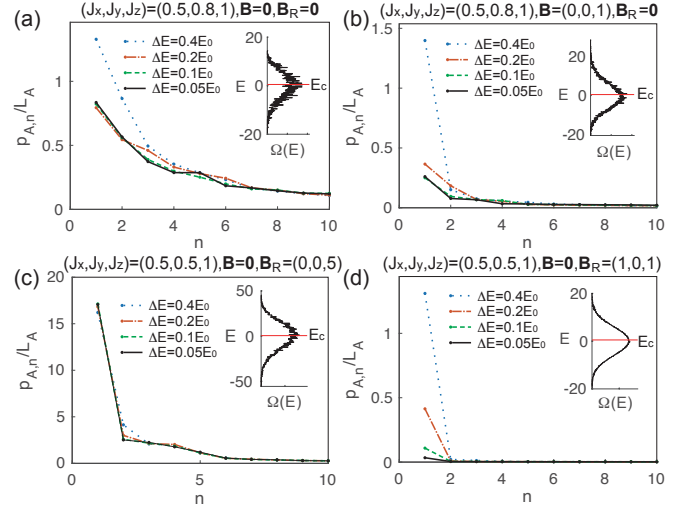 (a) (Jx,Jy,Jz)=(0.5,0.8,1),B=0,BR=0
pA,n/LA
1.5
1
0.5
0
0 2 4 6 8 10
n
ΔE=0.4E0
ΔE=0.2E0
ΔE=0.1E0
ΔE=0.05E0
20
0
-20
E
Ec
Ω(E)
(b) (Jx,Jy,Jz)=(0.5,0.8,1),B=(0,0,1),BR=0
pA,n/LA
1.5
1
0.5
0
0 2 4 6 8 10
n
ΔE=0.4E0
ΔE=0.2E0
ΔE=0.1E0
ΔE=0.05E0
20
0
-20
E
Ec
Ω(E)
(c) (Jx,Jy,Jz)=(0.5,0.5,1),B=0,BR=(0,0,5)
pA,n/LA
20
15
10
5
0
0 5 10
n
ΔE=0.4E0
ΔE=0.2E0
ΔE=0.1E0
ΔE=0.05E0
50
0
-50
E
Ec
Ω(E)
(d) (Jx,Jy,Jz)=(0.5,0.5,1),B=0,BR=(1,0,1)
pA,n/LA
1.5
1
0.5
0
0 2 4 6 8 10
n
ΔE=0.4E0
ΔE=0.2E0
ΔE=0.1E0
ΔE=0.05E0
20
0
-20
E
Ec
Ω(E)